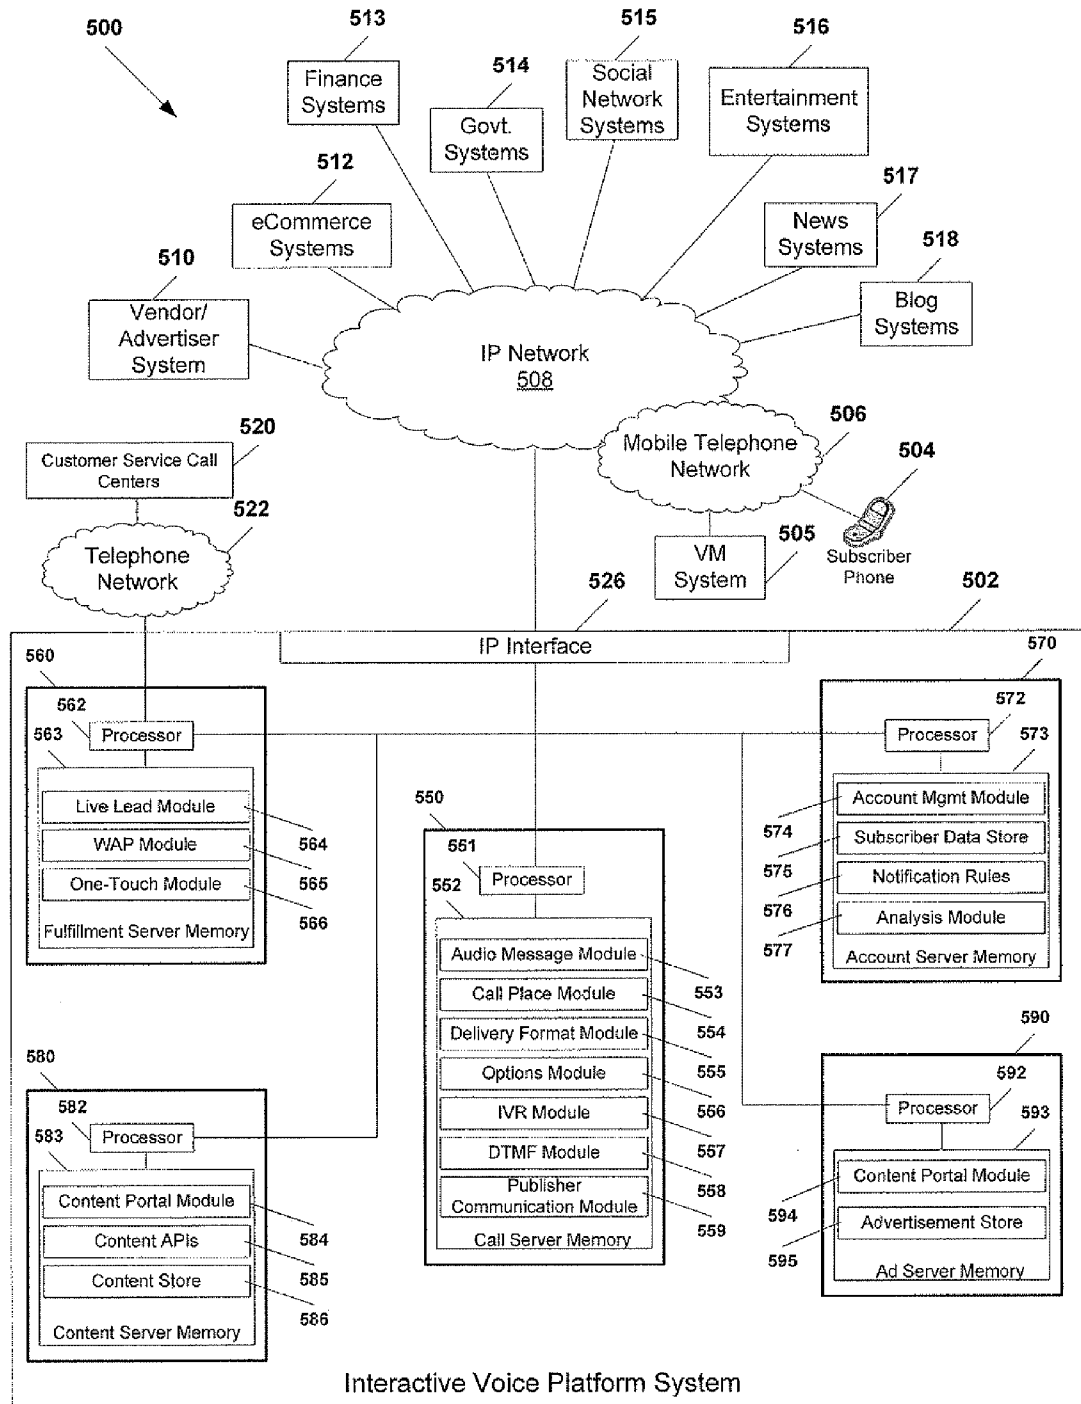 500
513
Finance
Systems
514
Govt.
Systems
515
Social
Network
Systems
516
Entertainment
Systems
512
eCommerce
Systems
517
News
Systems
510
Vendor/
Advertiser
System
518
Blog
Systems
IP Network
508
520
Customer Service Call
Centers
506
Mobile Telephone
Network
504
Subscriber
Phone
522
Telephone
Network
505
VM
System
526
502
IP Interface
560
562
Processor
563
Live Lead Module
564
WAP Module
565
One-Touch Module
566
Fulfillment Server Memory
550
551
Processor
552
Audio Message Module
553
Call Place Module
554
Delivery Format Module
555
Options Module
556
IVR Module
557
DTMF Module
558
Publisher
Communication Module
559
Call Server Memory
570
572
Processor
573
Account Mgmt Module
574
Subscriber Data Store
575
Notification Rules
576
Analysis Module
577
Account Server Memory
580
582
Processor
583
Content Portal Module
584
Content APIs
585
Content Store
586
Content Server Memory
590
592
Processor
593
Content Portal Module
594
Advertisement Store
595
Ad Server Memory
Interactive Voice Platform System